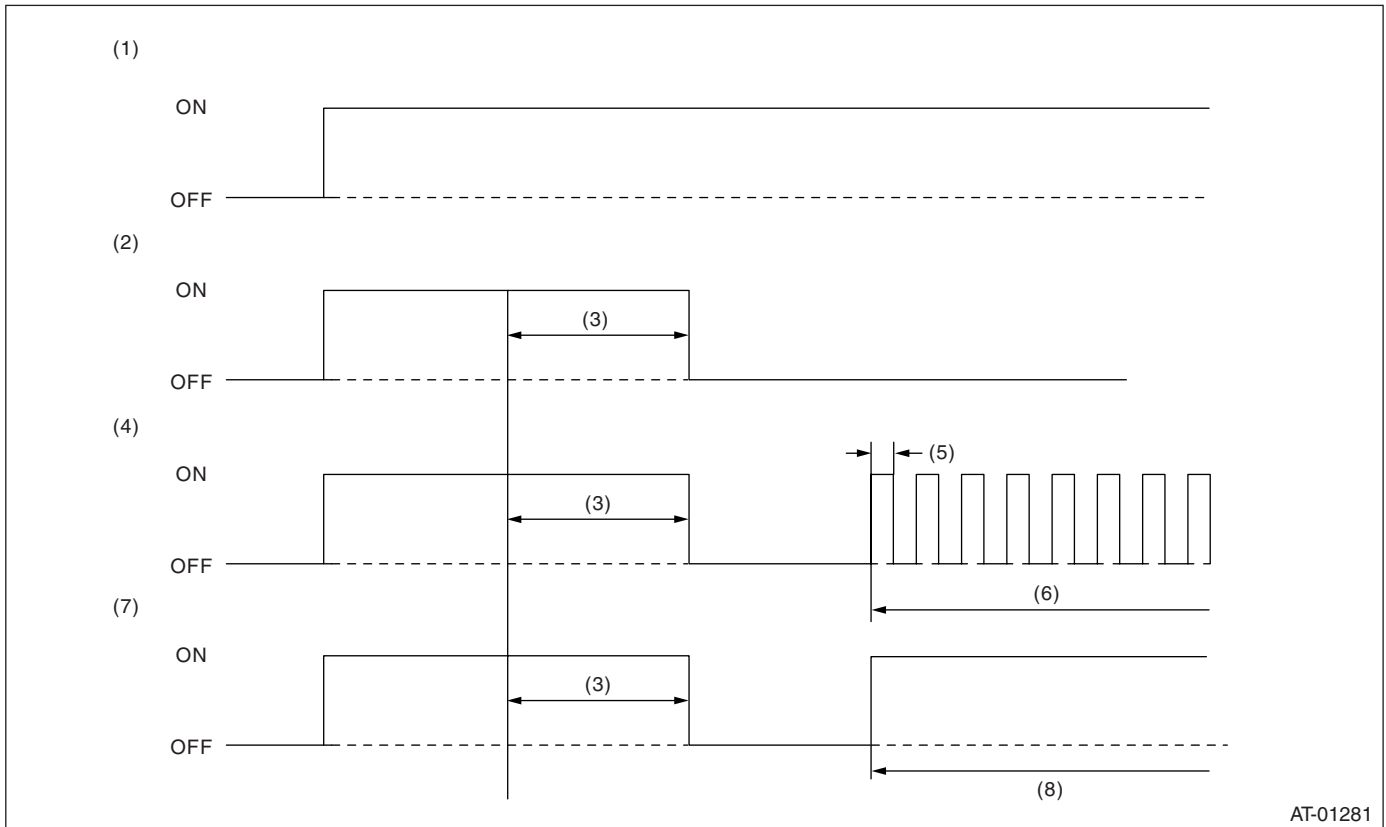 (1)
ON
OFF
(2)
ON
(3)
OFF
(4)
ON
(5)
(3)
OFF
(6)
(7)
ON
(3)
OFF
(8)
AT-01281